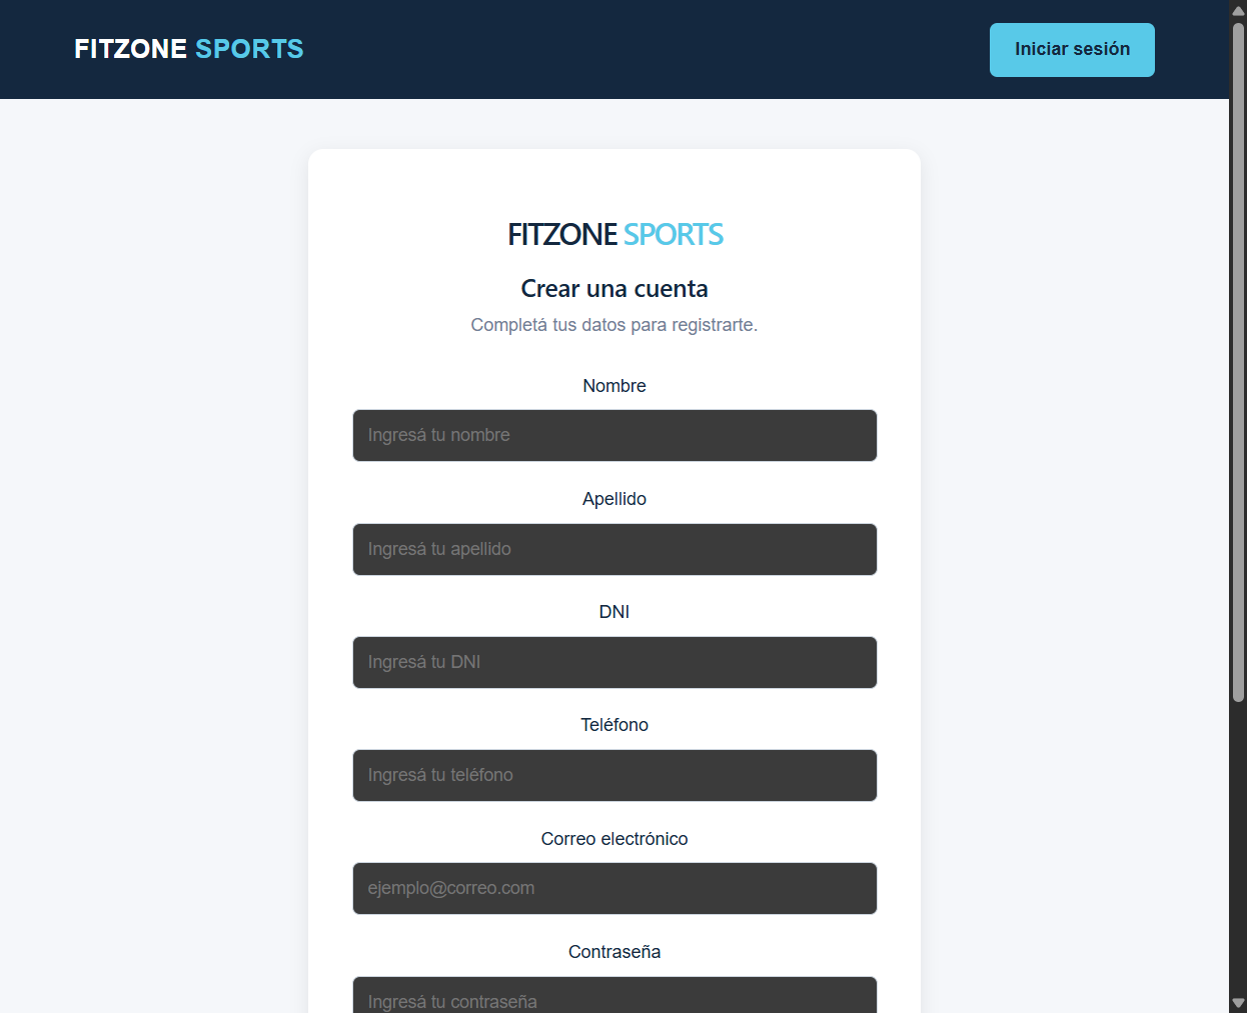 FITZONE SPORTS
Iniciar sesión
FITZONE SPORTS
Crear una cuenta
Completá tus datos para registrarte.
Nombre
Ingresá tu nombre
Apellido
Ingresá tu apellido
DNI
Ingresá tu DNI
Teléfono
Ingresá tu teléfono
Correo electrónico
ejemplo@correo.com
Contraseña
Ingresá tu contraseña